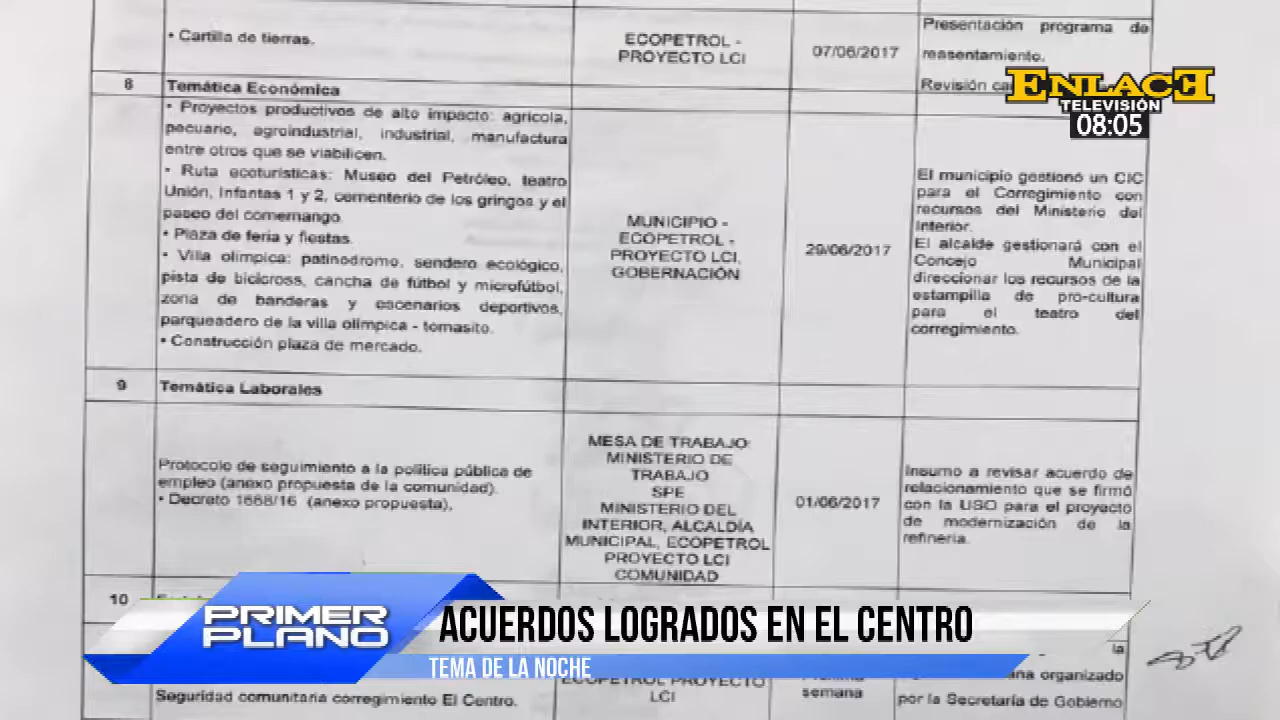 • Cartilla de tierras.
ECOPETROL -
PROYECTO LCI
07/06/2017
Presentación programa de
reasentamiento.
Revisión
ENLACE
TELEVISIÓN
08:05
8
Temática Económica
• Proyectos productivos de alto impacto: agrícola,
pecuario, agroindustrial, industrial, manufactura
entre otros que se viabilicen.
• Ruta ecoturísticas: Museo del Petróleo, teatro
Unión, Infantas 1 y 2, cementerio de los gringos y el
paseo del comemango.
• Plaza de feria y fiestas.
• Villa olímpica: patinodromo, sendero ecológico,
pista de bicicross, cancha de fútbol y microfútbol,
zona de banderas y escenarios deportivos,
parqueadero de la villa olímpica - tomasito.
• Construcción plaza de mercado.
MUNICIPIO -
ECOPETROL -
PROYECTO LCI,
GOBERNACIÓN
29/06/2017
El municipio gestionó un CIC
para el Corregimiento con
recursos del Ministerio del
Interior.
El alcalde gestionará con el
Concejo Municipal
direccionar los recursos de la
estampilla de pro-cultura
para el teatro del
corregimiento.
9
Temática Laborales
Protocolo de seguimiento a la política pública de
empleo (anexo propuesta de la comunidad).
• Decreto 1668/16 (anexo propuesta),
MESA DE TRABAJO:
MINISTERIO DE
TRABAJO
SPE
MINISTERIO DEL
INTERIOR, ALCALDÍA
MUNICIPAL, ECOPETROL
PROYECTO LCI
COMUNIDAD
01/06/2017
Insumo a revisar acuerdo de
relacionamiento que se firmó
con la USO para el proyecto
de modernización de la
refinería.
10
PRIMER
PLANO
ACUERDOS LOGRADOS EN EL CENTRO
TEMA DE LA NOCHE
Seguridad comunitaria corregimiento El Centro.
ECOPETROL PROYECTO
LCI
semana
la
organizado
por la Secretaría de Gobierno